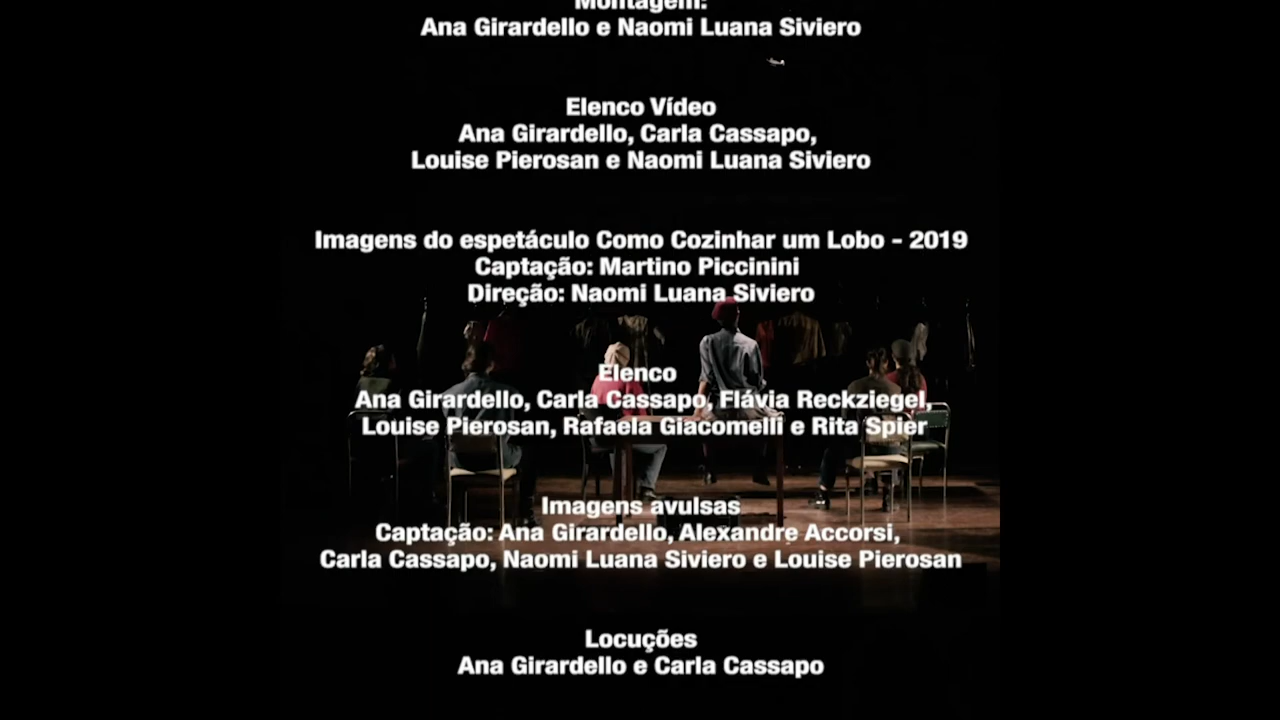 Montagem:
Ana Girardello e Naomi Luana Siviero
Elenco Vídeo
Ana Girardello, Carla Cassapo,
Louise Pierosan e Naomi Luana Siviero
Imagens do espetáculo Como Cozinhar um Lobo - 2019
Captação: Martino Piccinini
Direção: Naomi Luana Siviero
Elenco
Ana Girardello, Carla Cassapo, Flávia Reckziegel,
Louise Pierosan, Rafaela Giacomelli e Rita Spier
Imagens avulsas
Captação: Ana Girardello, Alexandre Accorsi,
Carla Cassapo, Naomi Luana Siviero e Louise Pierosan
Locuções
Ana Girardello e Carla Cassapo